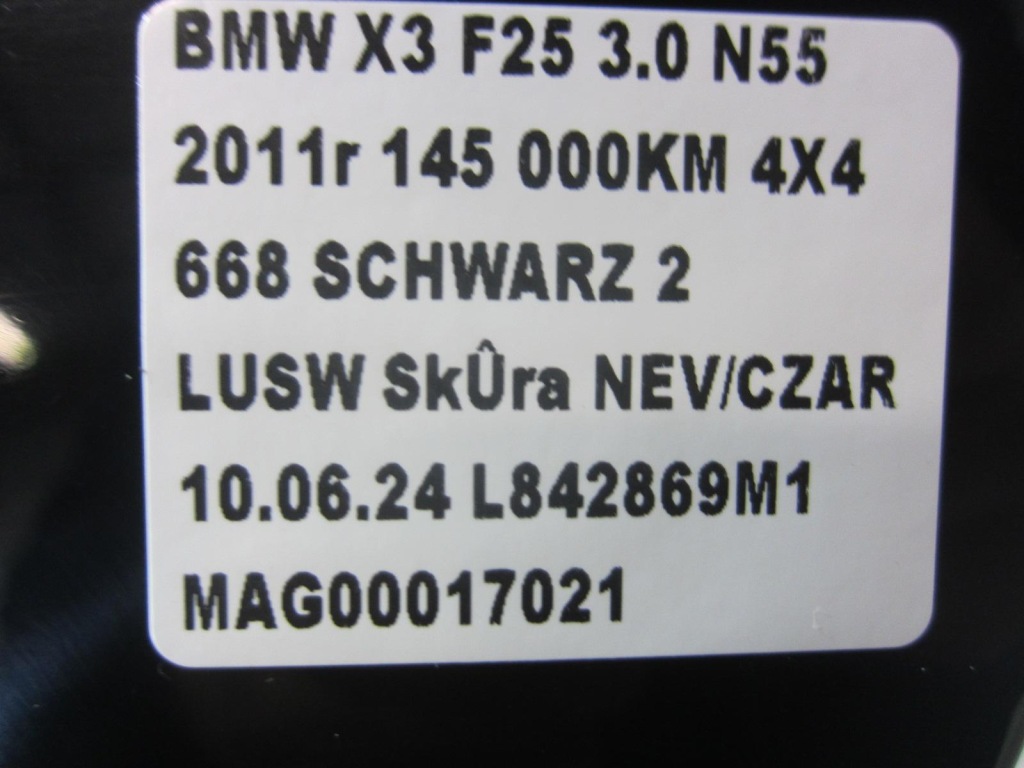 BMW X3 F25 3.0 N55
2011r 145 000KM 4X4
668 SCHWARZ 2
LUSW SkÛra NEV/CZAR
10.06.24 L842869M1
MAG00017021